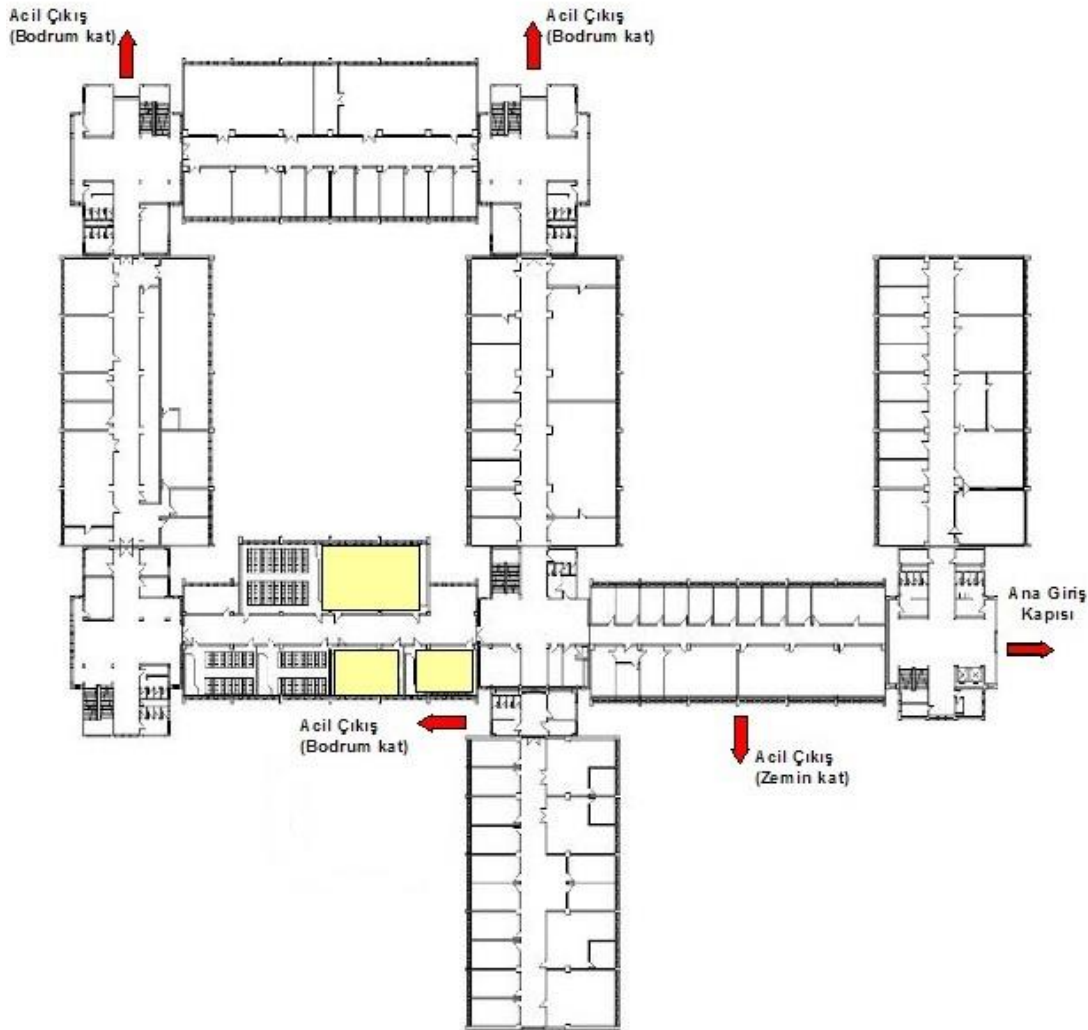 Acil Çıkış
(Bodrum kat)
Acil Çıkış
(Bodrum kat)
Ana Giriş
Kapısı
Acil Çıkış
(Bodrum kat)
Acil Çıkış
(Zemin kat)